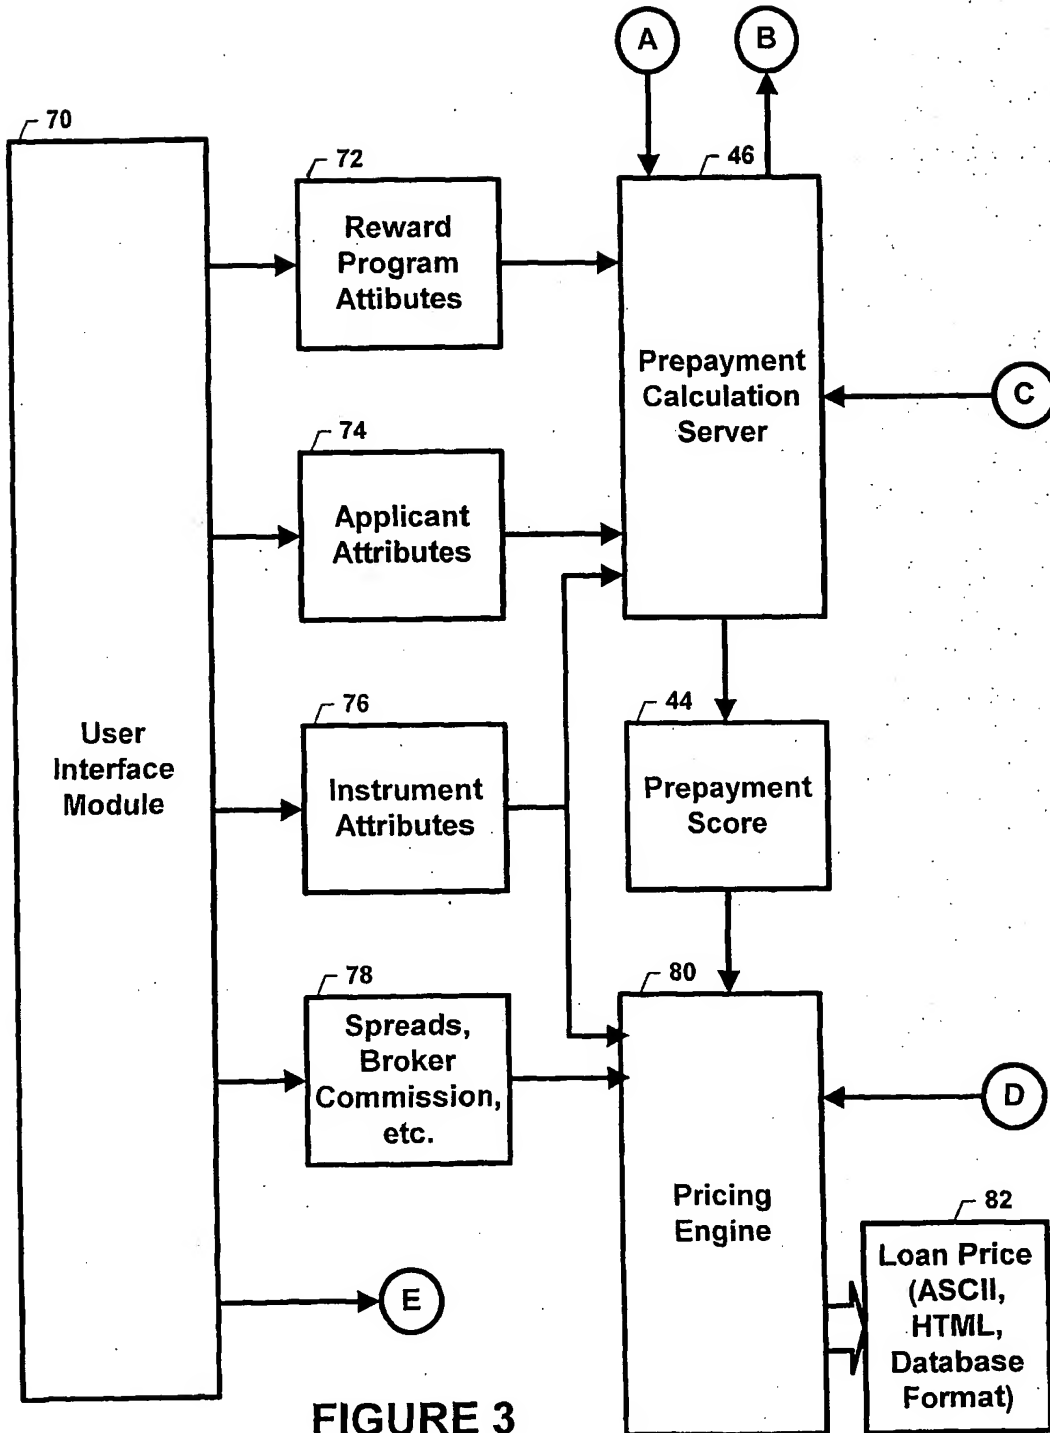 A
B
70
72
46
Reward
Program
Attibutes
Prepayment
Calculation
Server
C
74
Applicant
Attributes
76
44
User
Interface
Module
Instrument
Attributes
Prepayment
Score
78
80
Spreads,
Broker
Commission,
etc.
D
Pricing
Engine
82
Loan Price
(ASCII,
HTML,
Database
Format)
E
FIGURE 3